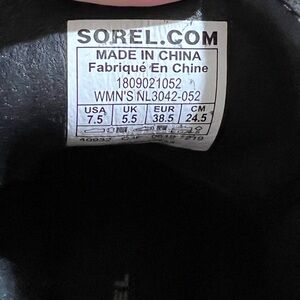 SOREL.COM
MADE IN CHINA
Fabriqué En Chine
1809021052
WMN'S NL3042-052
USA UK EUR CM
7.5 5.5 38.5 24.5